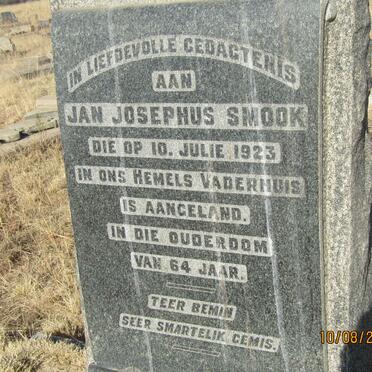 IN LIEFDEVOLLE GEDAGTENIS
AAN
JAN JOSEPHUS SMOOK
DIE OP 10. JULIE 1923
IN ONS HEMELS VADERHUIS
IS AANGELAND.
IN DIE OUDERDOM
VAN 64 JAAR.
TEER BEMIN
SEER SMARTELIK GEMIS.
10/08/2